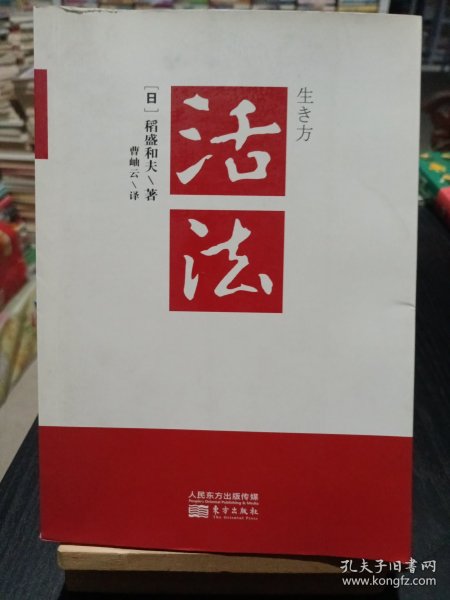 生き方
活法
[日] 稻盛和夫\著
曹岫云\译
人民东方出版传媒
People's Oriental Publishing & Media
東方出版社
The Oriental Press
孔夫子旧书网
www.kongfz.com